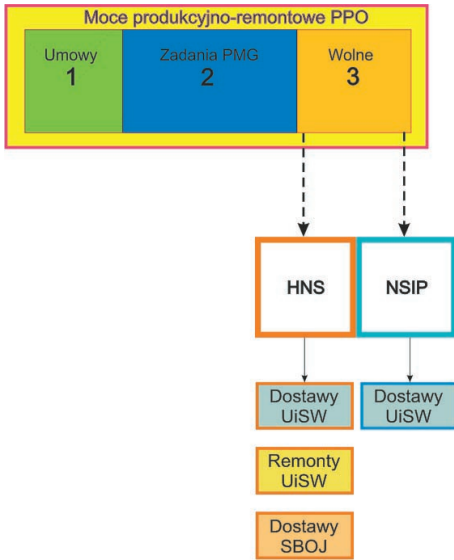 Moce produkcyjno-remontowe PPO
Umowy
1
Zadania PMG
2
Wolne
3
HNS
NSIP
Dostawy
UiSW
Dostawy
UiSW
Remonty
UiSW
Dostawy
SBOJ